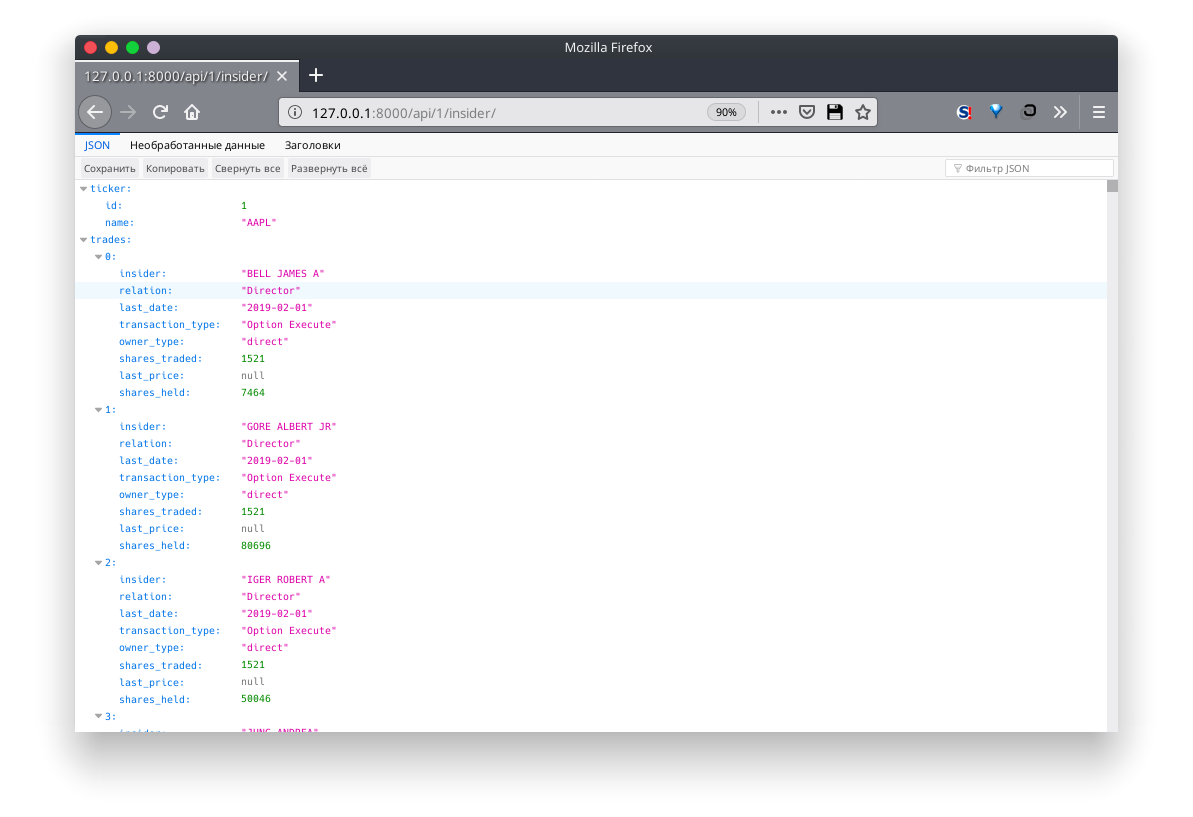 Mozilla Firefox
127.0.0.1:8000/api/1/insider/
127.0.0.1:8000/api/1/insider/ 90%
JSON Необработанные данные Заголовки
Сохранить Копировать Свернуть все Развернуть всё Фильтр JSON
ticker:
id: 1
name: "AAPL"
trades:
0:
insider: "BELL JAMES A"
relation: "Director"
last_date: "2019-02-01"
transaction_type: "Option Execute"
owner_type: "direct"
shares_traded: 1521
last_price: null
shares_held: 7464
1:
insider: "GORE ALBERT JR"
relation: "Director"
last_date: "2019-02-01"
transaction_type: "Option Execute"
owner_type: "direct"
shares_traded: 1521
last_price: null
shares_held: 80696
2:
insider: "IGER ROBERT A"
relation: "Director"
last_date: "2019-02-01"
transaction_type: "Option Execute"
owner_type: "direct"
shares_traded: 1521
last_price: null
shares_held: 50046
3:
insider: "JUNG ANDREA"